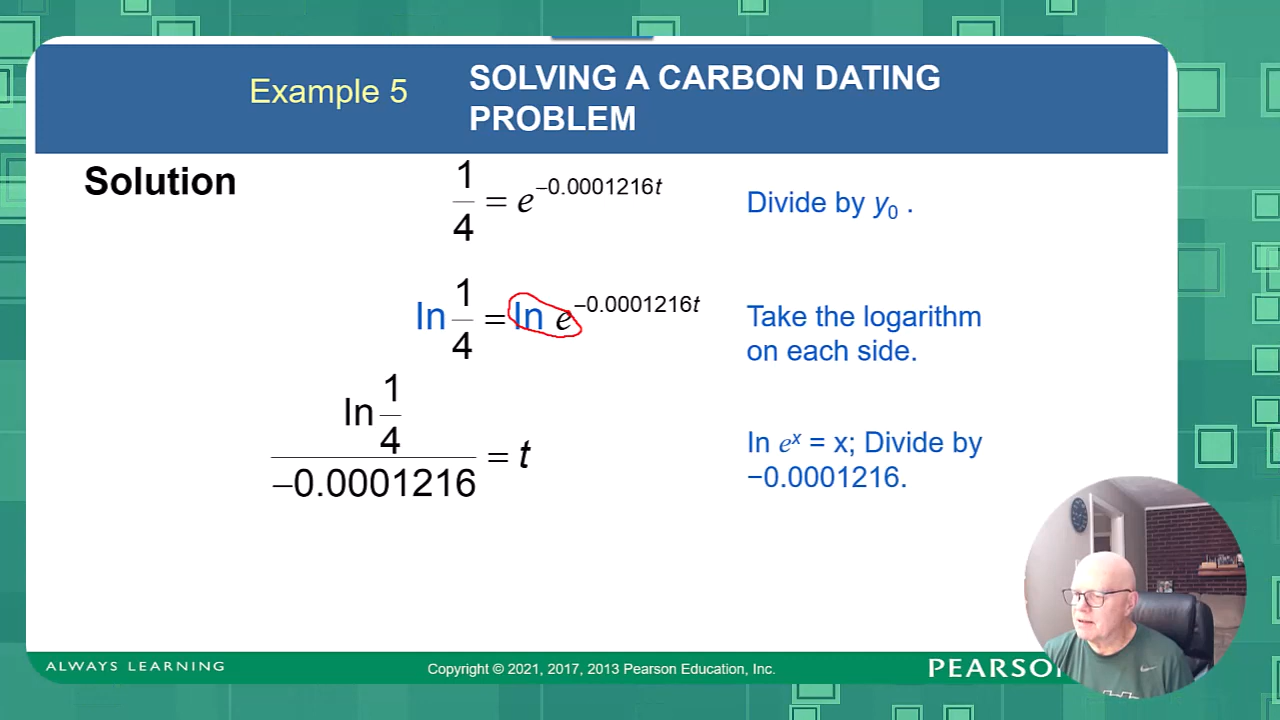 Example 5
SOLVING A CARBON DATING
PROBLEM
Solution
1/4 = e^−0.0001216t
Divide by y₀ .
ln 1/4 = ln e^−0.0001216t
Take the logarithm
on each side.
ln 1/4 / −0.0001216 = t
ln eˣ = x; Divide by
−0.0001216.
ALWAYS LEARNING
Copyright © 2021, 2017, 2013 Pearson Education, Inc.
PEARSON